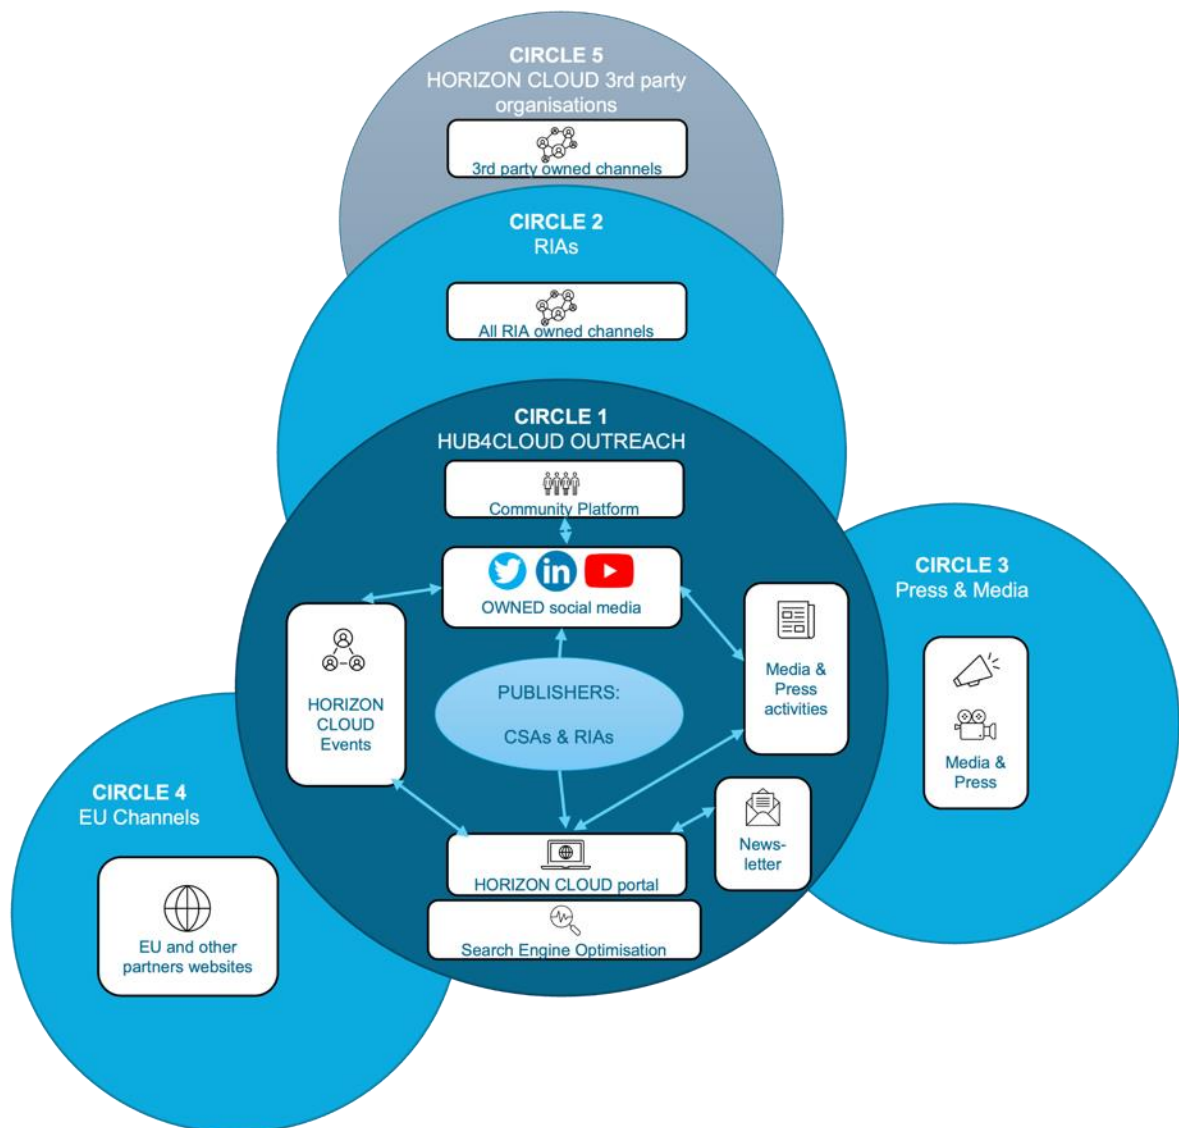 CIRCLE 5
HORIZON CLOUD 3rd party
organisations
3rd party owned channels
CIRCLE 2
RIAs
All RIA owned channels
CIRCLE 1
HUB4CLOUD OUTREACH
Community Platform
in
OWNED social media
HORIZON
CLOUD
Events
PUBLISHERS:
CSAs & RIAs
Media &
Press
activities
CIRCLE 3
Press & Media
Media &
Press
News-
letter
HORIZON CLOUD portal
Search Engine Optimisation
CIRCLE 4
EU Channels
EU and other
partners websites